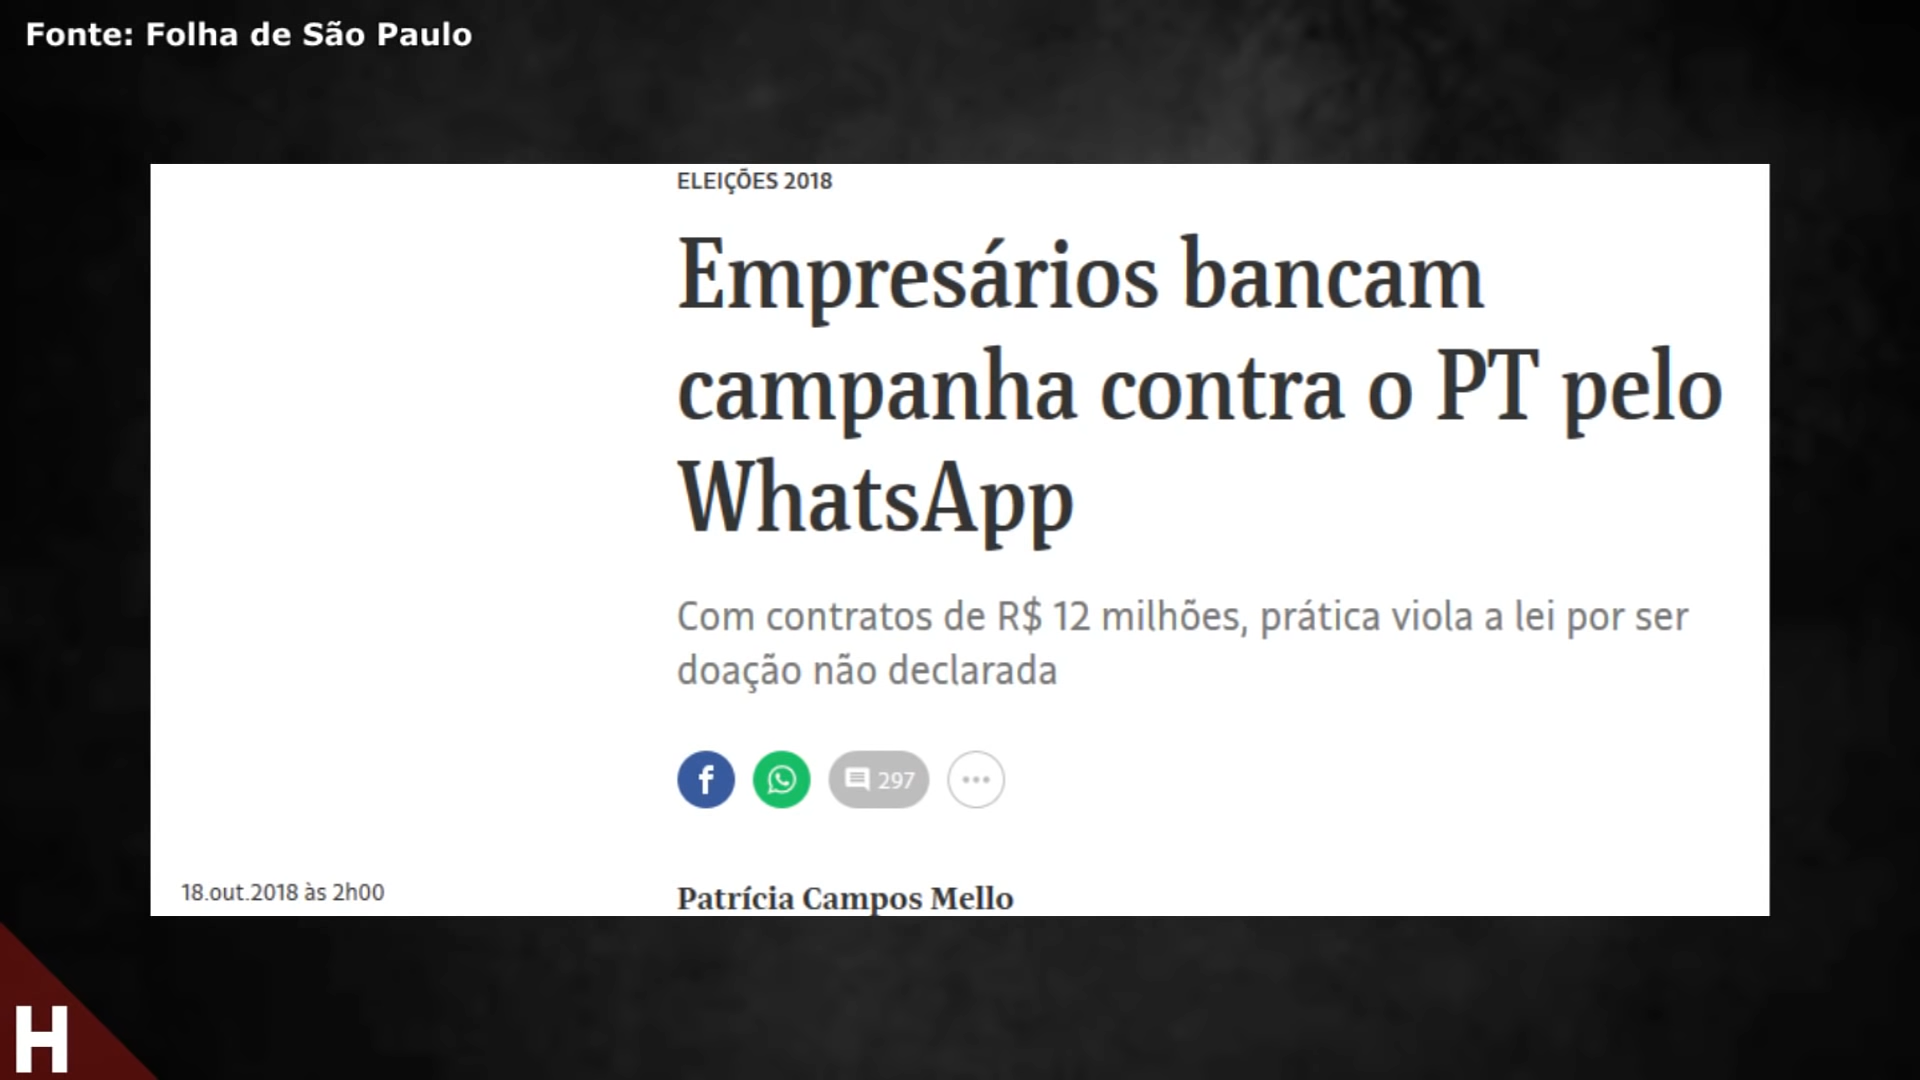 Fonte: Folha de São Paulo
ELEIÇÕES 2018
Empresários bancam
campanha contra o PT pelo
WhatsApp
Com contratos de R$ 12 milhões, prática viola a lei por ser
doação não declarada
f
297
18.out.2018 às 2h00
Patrícia Campos Mello
H